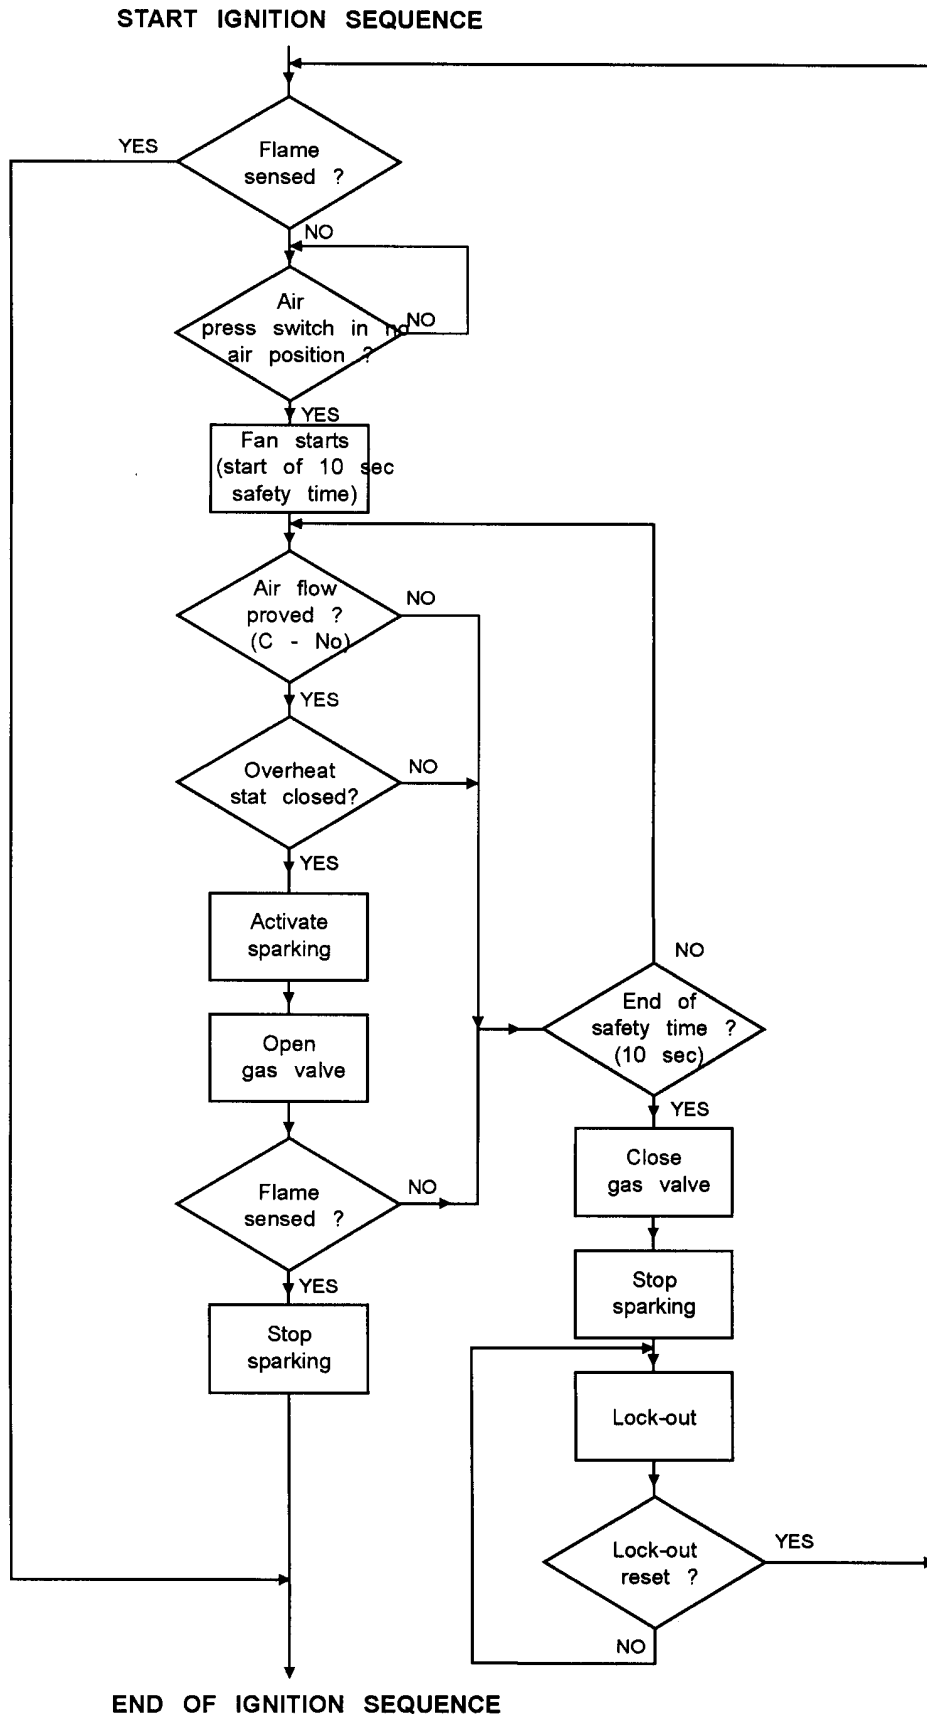 START IGNITION SEQUENCE
YES
Flame
sensed ?
NO
Air
press switch in no
air position ?
NO
YES
Fan starts
(start of 10 sec
safety time)
Air flow
proved ?
(C - No)
NO
YES
Overheat
stat closed?
NO
YES
Activate
sparking
NO
End of
safety time ?
(10 sec)
Open
gas valve
YES
Close
gas valve
Flame
sensed ?
NO
YES
Stop
sparking
Stop
sparking
Lock-out
Lock-out
reset ?
YES
NO
END OF IGNITION SEQUENCE